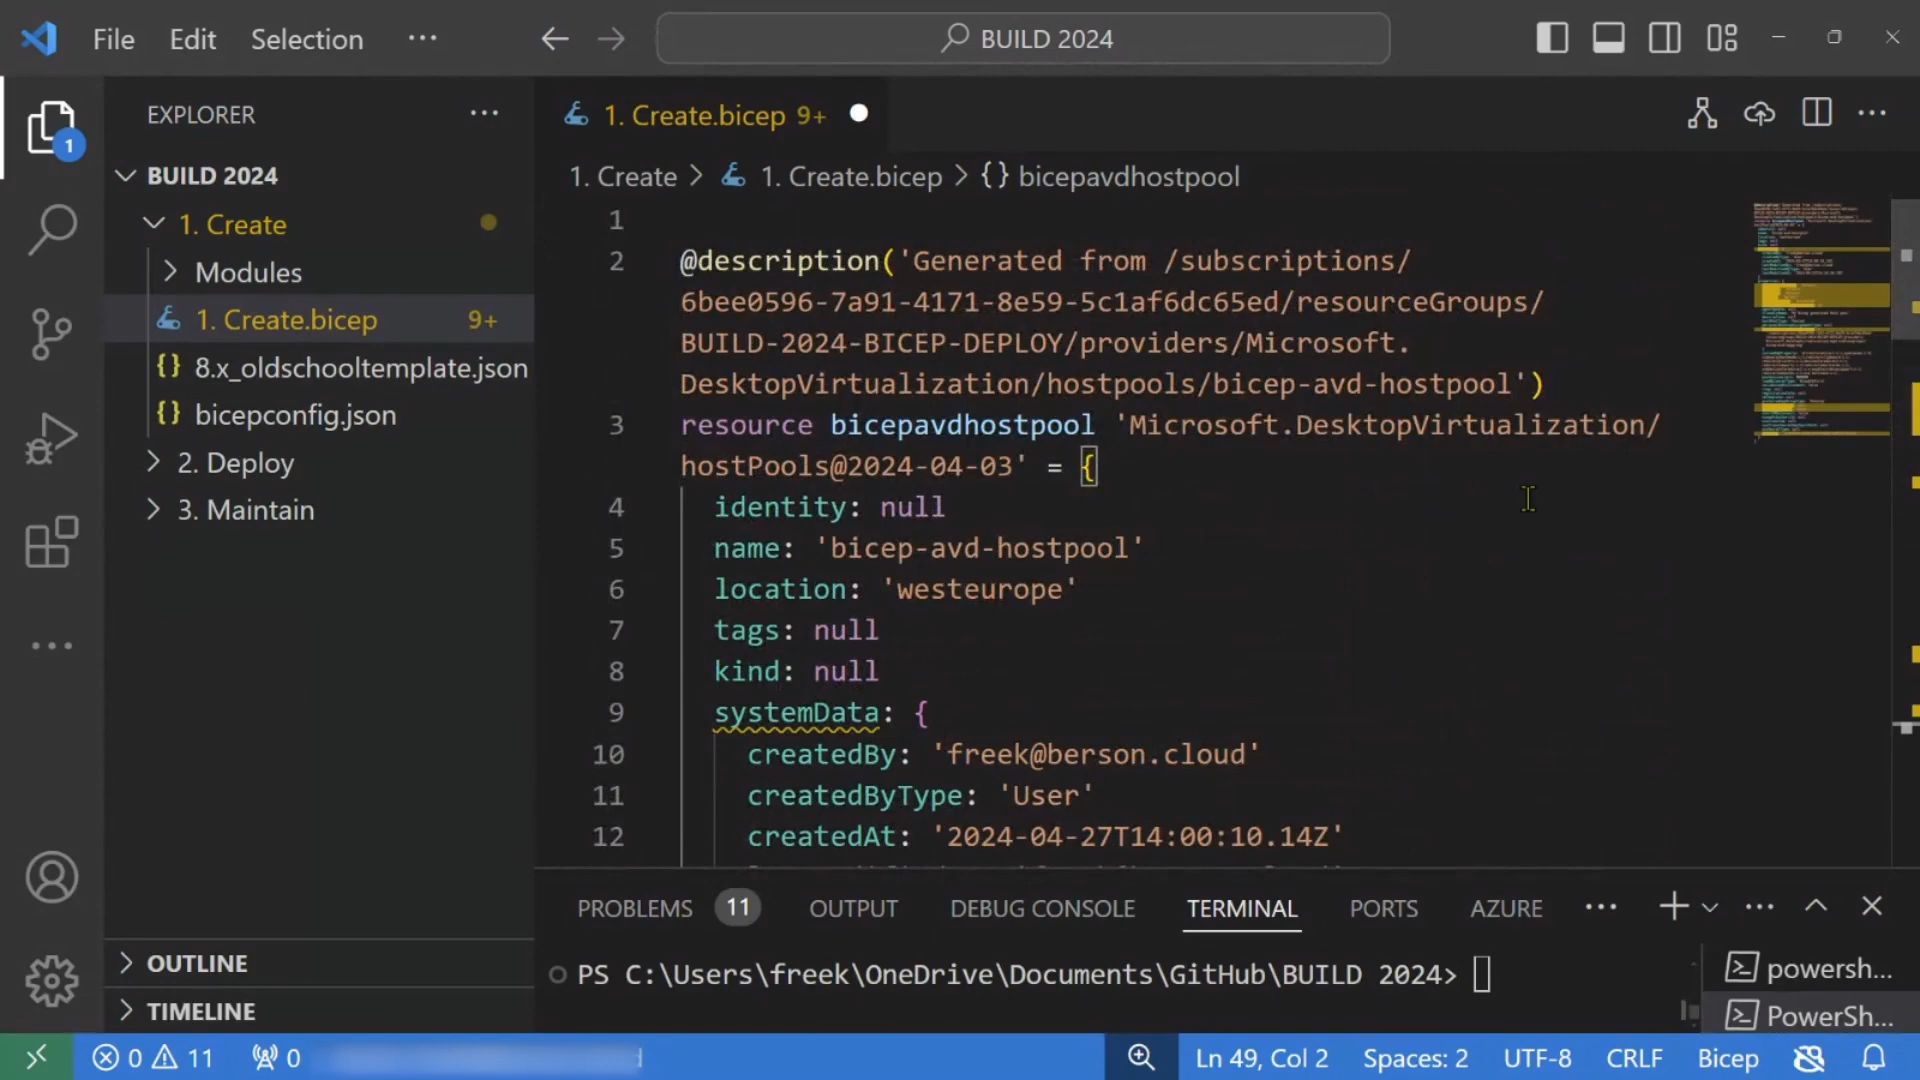 File Edit Selection ··· BUILD 2024
EXPLORER ···
1
BUILD 2024
1. Create
Modules
1. Create.bicep 9+
8.x_oldschooltemplate.json
bicepconfig.json
2. Deploy
3. Maintain
OUTLINE
TIMELINE
1. Create.bicep 9+
1. Create > 1. Create.bicep > {} bicepavdhostpool
1
2 @description('Generated from /subscriptions/
6bee0596-7a91-4171-8e59-5c1af6dc65ed/resourceGroups/
BUILD-2024-BICEP-DEPLOY/providers/Microsoft.
DesktopVirtualization/hostpools/bicep-avd-hostpool')
3 resource bicepavdhostpool 'Microsoft.DesktopVirtualization/
hostPools@2024-04-03' = {
4 identity: null
5 name: 'bicep-avd-hostpool'
6 location: 'westeurope'
7 tags: null
8 kind: null
9 systemData: {
10 createdBy: 'freek@berson.cloud'
11 createdByType: 'User'
12 createdAt: '2024-04-27T14:00:10.14Z'
PROBLEMS 11 OUTPUT DEBUG CONSOLE TERMINAL PORTS AZURE ···
PS C:\Users\freek\OneDrive\Documents\GitHub\BUILD 2024>
powersh...
PowerSh...
0 11 0 Ln 49, Col 2 Spaces: 2 UTF-8 CRLF Bicep